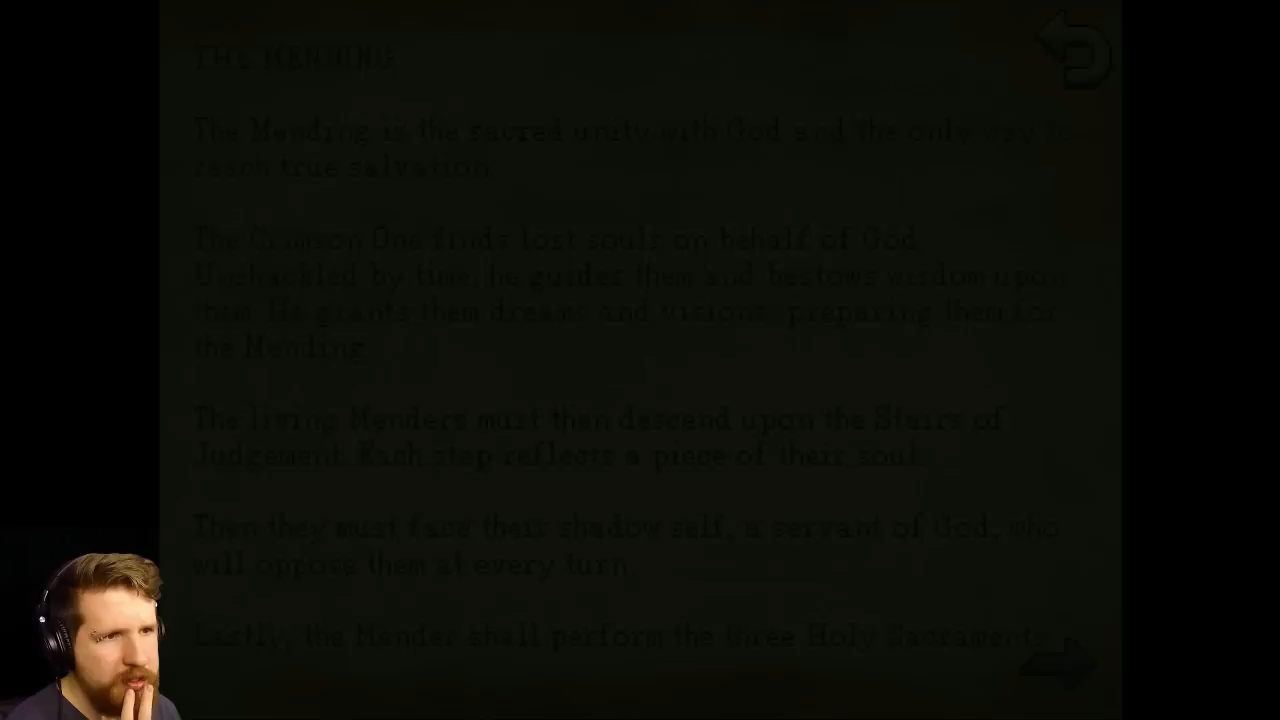 THE MENDING
The Mending is the sacred unity with God and the only way to
reach true salvation.
The Crimson One finds lost souls on behalf of God.
Unshackled by time, he guides them and bestows wisdom upon
them. He grants them dreams and visions, preparing them for
the Mending.
The living Menders must then descend upon the Stairs of
Judgement. Each step reflects a piece of their soul.
Then they must face their shadow self, a servant of God, who
will oppose them at every turn.
Lastly, the Mender shall perform the three Holy Sacraments